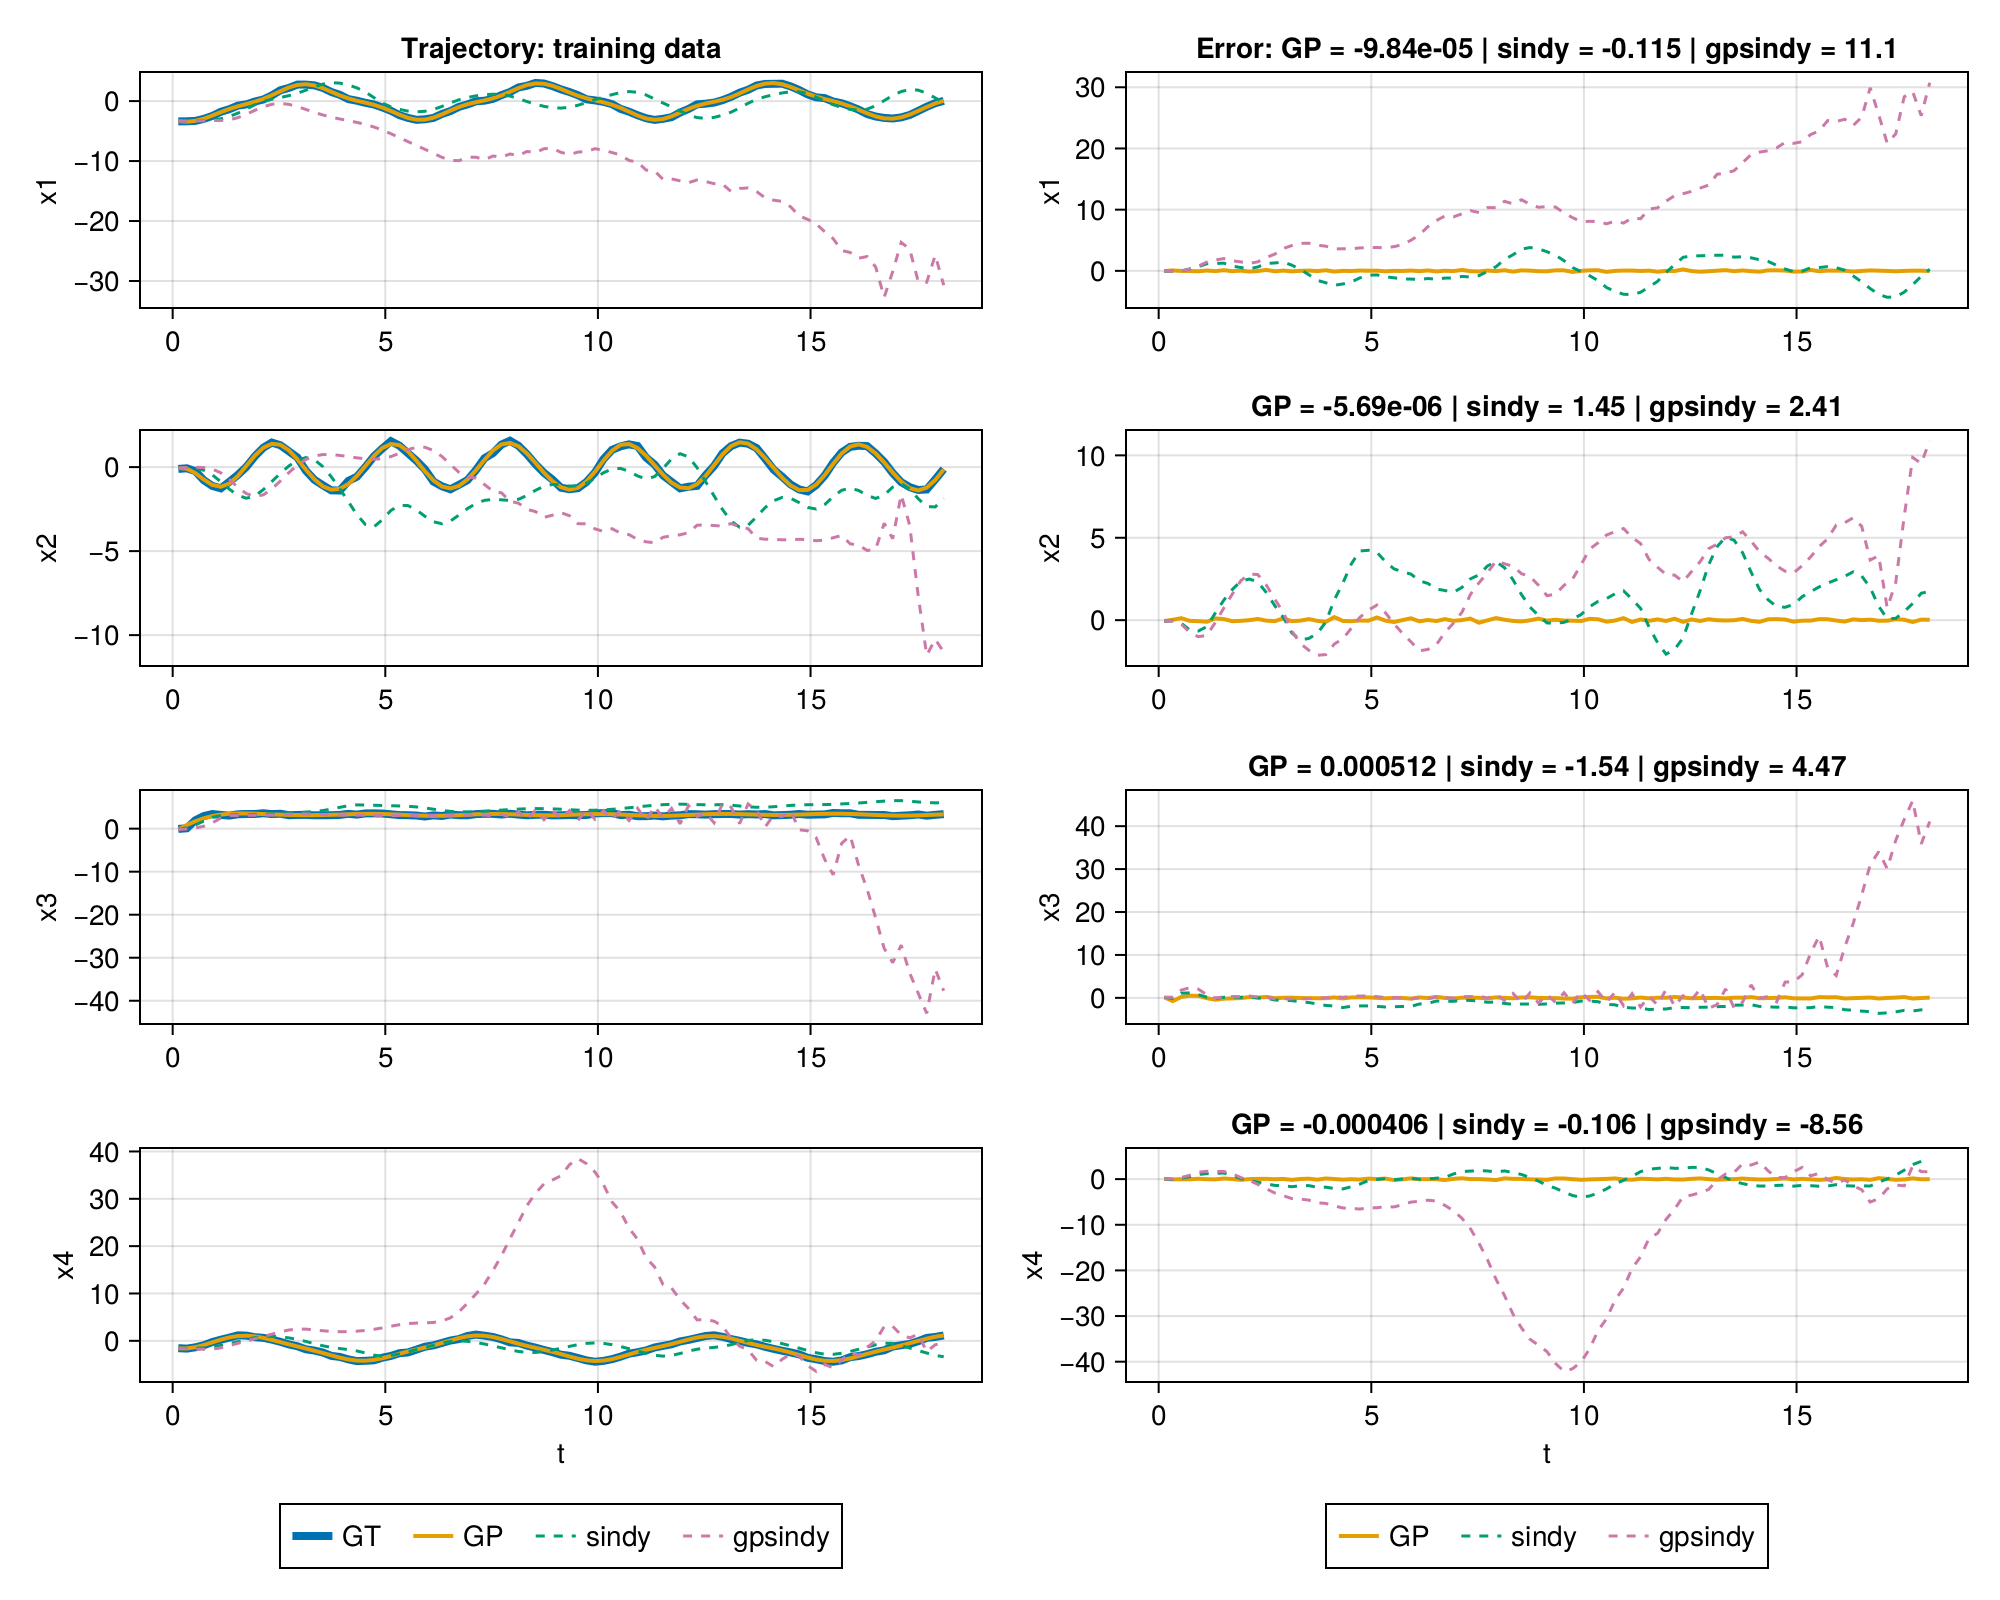 Trajectory: training data
Error: GP = -9.84e-05 | sindy = -0.115 | gpsindy = 11.1
x1
0
−10
−20
−30
0 5 10 15
x1
30
20
10
0
0 5 10 15
GP = -5.69e-06 | sindy = 1.45 | gpsindy = 2.41
x2
0
−5
−10
0 5 10 15
x2
10
5
0
0 5 10 15
GP = 0.000512 | sindy = -1.54 | gpsindy = 4.47
x3
0
−10
−20
−30
−40
0 5 10 15
x3
40
30
20
10
0
0 5 10 15
GP = -0.000406 | sindy = -0.106 | gpsindy = -8.56
x4
40
30
20
10
0
0 5 10 15
t
x4
0
−10
−20
−30
−40
0 5 10 15
t
GT GP sindy gpsindy
GP sindy gpsindy